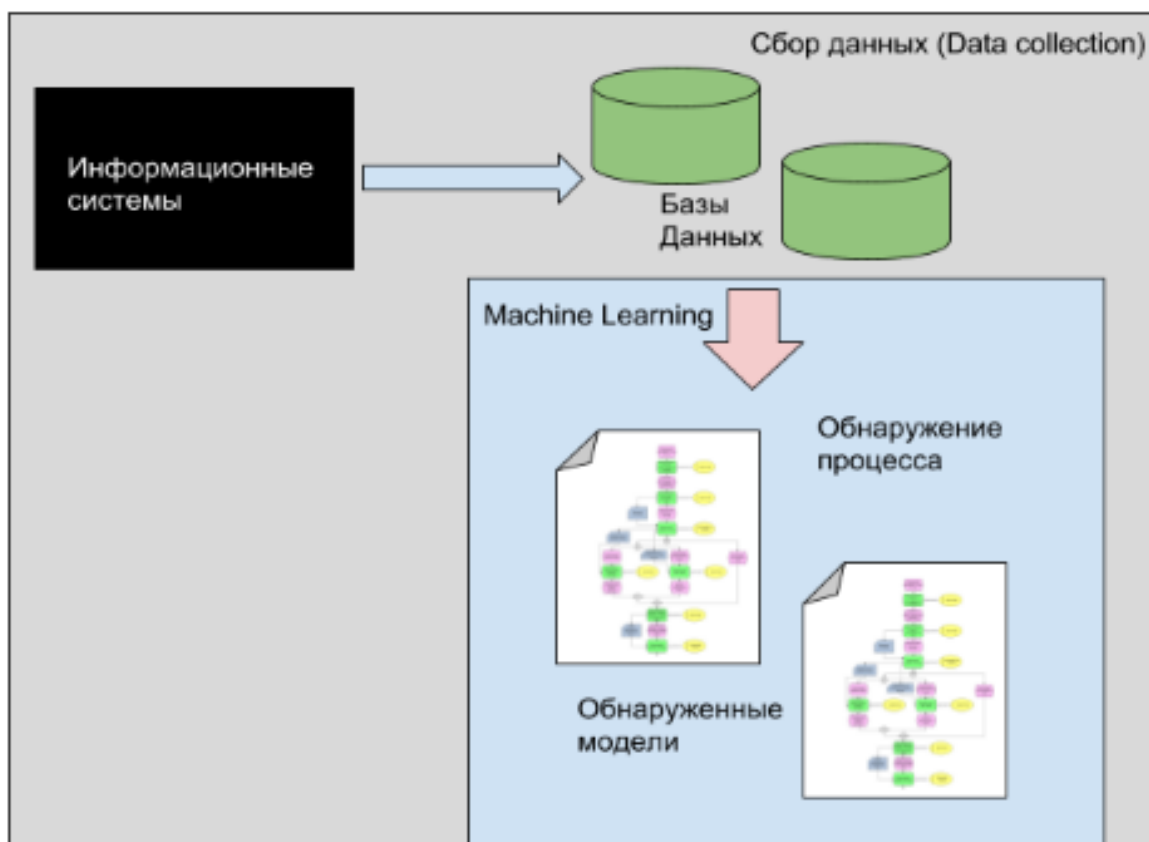 Сбор данных (Data collection)
Информационные
системы
Базы
Данных
Machine Learning
Обнаружение
процесса
Обнаруженные
модели